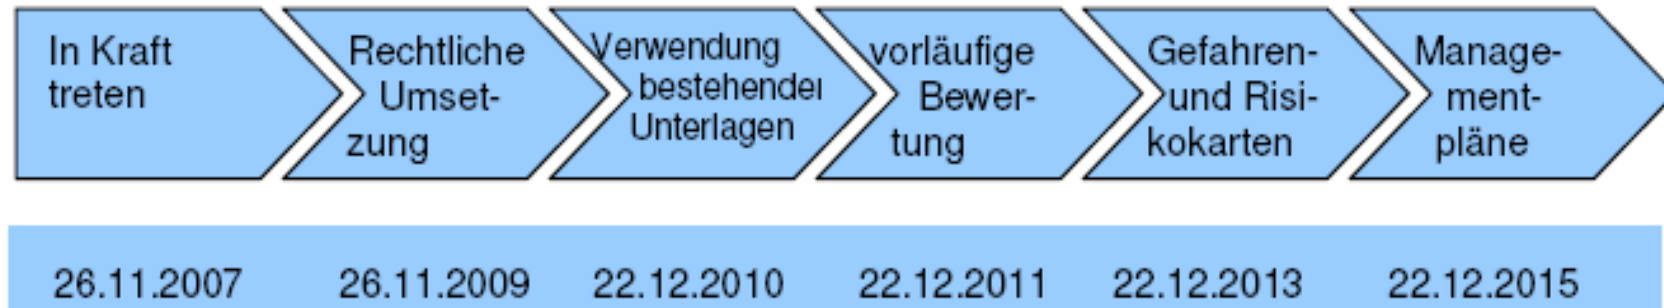 In Kraft
treten
Rechtliche
Umset-
zung
Verwendung
bestehender
Unterlagen
vorläufige
Bewer-
tung
Gefahren-
und Risi-
kokarten
Manage-
ment-
pläne
26.11.2007 26.11.2009 22.12.2010 22.12.2011 22.12.2013 22.12.2015